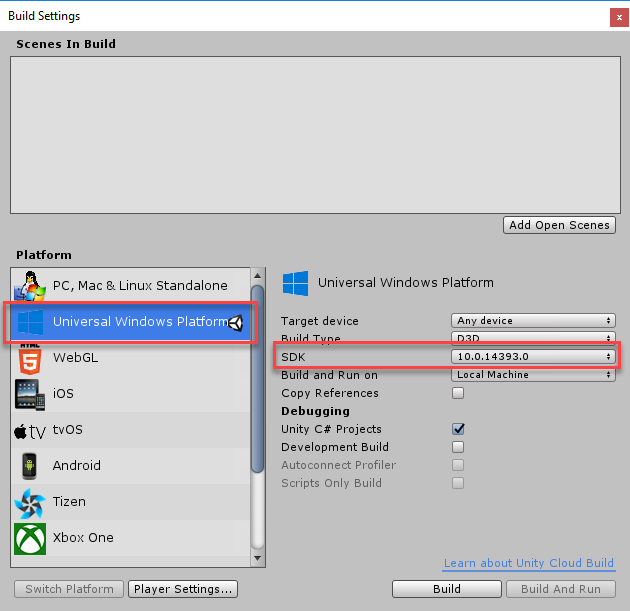 Build Settings
x
Scenes In Build
Add Open Scenes
Platform
PC, Mac & Linux Standalone
Universal Windows Platform
HTML
5
WebGL
iOS
tv
tvOS
Android
Tizen
Xbox One
Universal Windows Platform
Target device Any device
Build Type D3D
SDK 10.0.14393.0
Build and Run on Local Machine
Copy References
Debugging
Unity C# Projects
Development Build
Autoconnect Profiler
Scripts Only Build
Learn about Unity Cloud Build
Switch Platform Player Settings... Build Build And Run